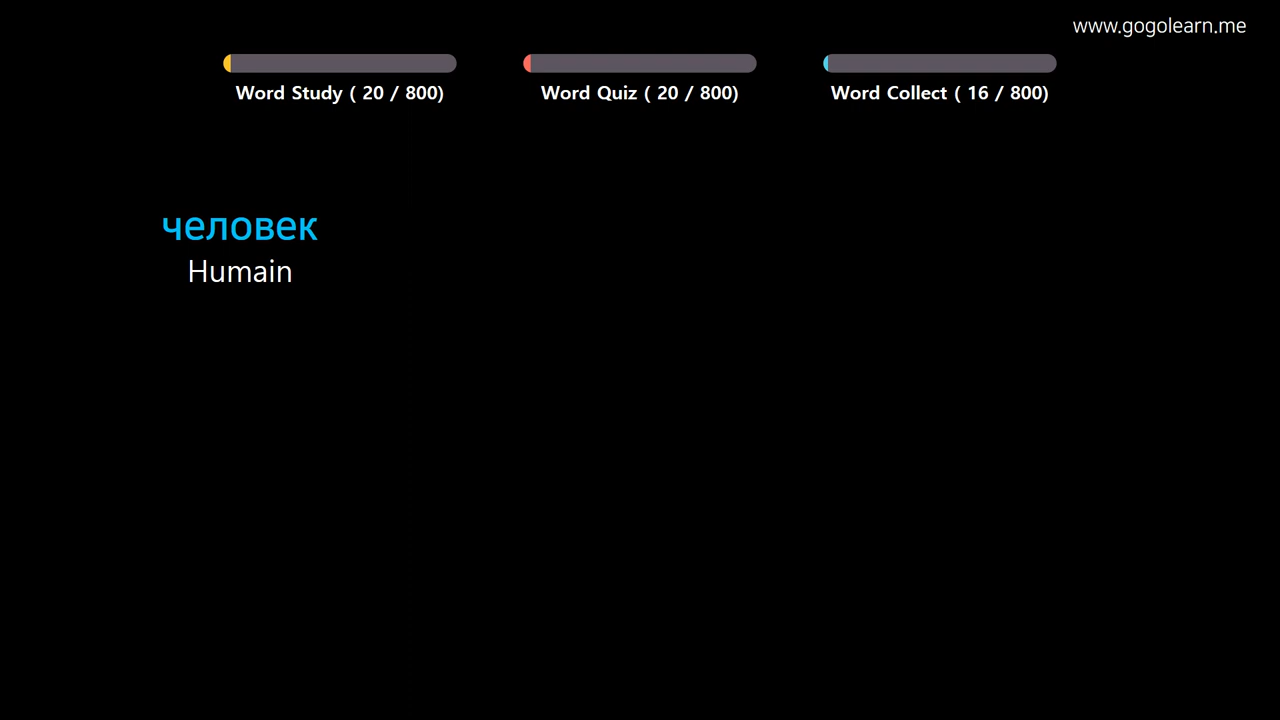 www.gogolearn.me
Word Study ( 20 / 800)
Word Quiz ( 20 / 800)
Word Collect ( 16 / 800)
человек
Humain